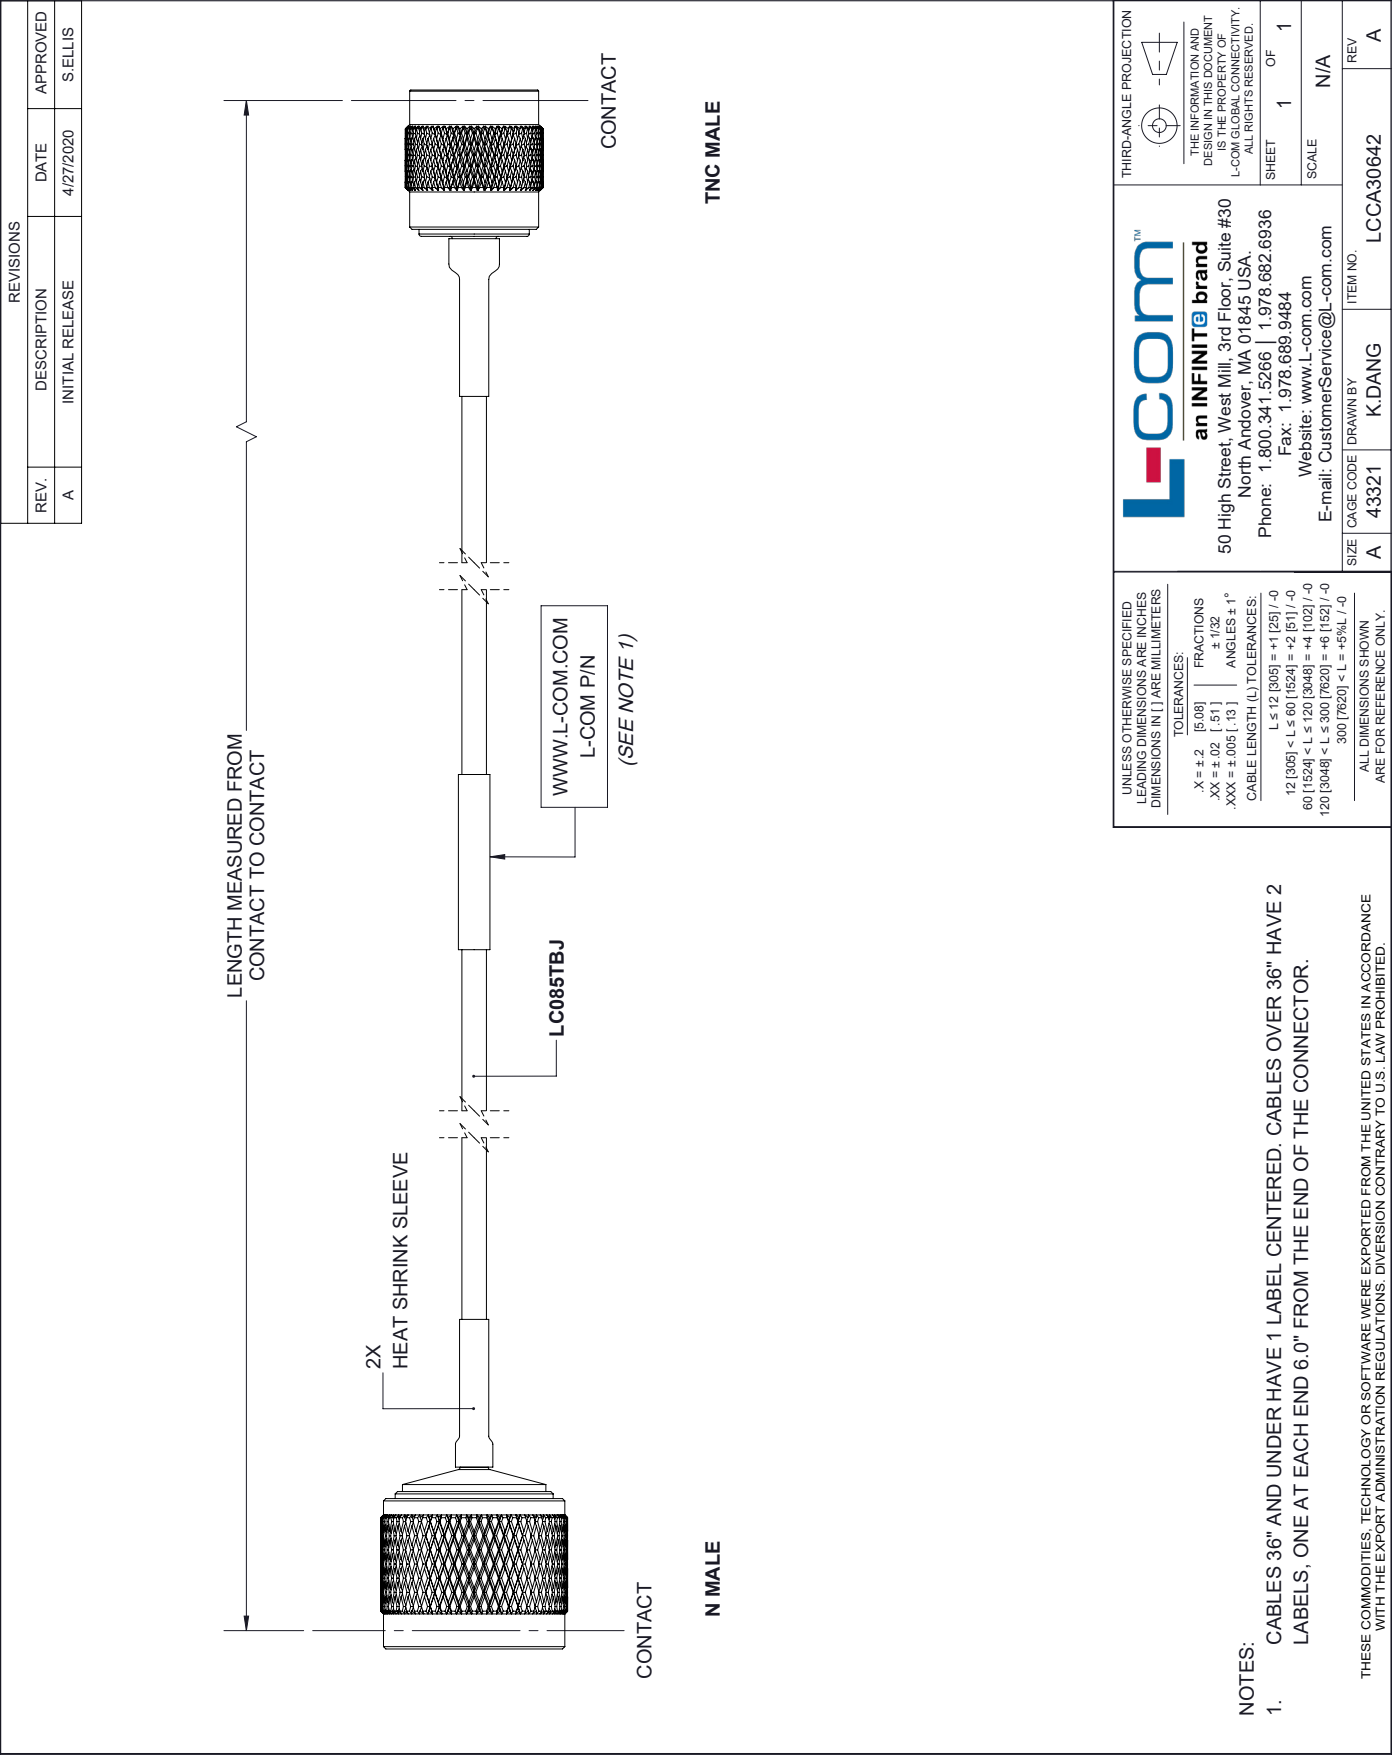 REVISIONS
REV. DESCRIPTION DATE APPROVED
A INITIAL RELEASE 4/27/2020 S.ELLIS
LENGTH MEASURED FROM
CONTACT TO CONTACT
2X
HEAT SHRINK SLEEVE
LC085TBJ
WWW.L-COM.COM
L-COM P/N
(SEE NOTE 1)
CONTACT
CONTACT
N MALE
TNC MALE
NOTES:
1. CABLES 36" AND UNDER HAVE 1 LABEL CENTERED. CABLES OVER 36" HAVE 2
LABELS, ONE AT EACH END 6.0" FROM THE END OF THE CONNECTOR.
THESE COMMODITIES, TECHNOLOGY OR SOFTWARE WERE EXPORTED FROM THE UNITED STATES IN ACCORDANCE
WITH THE EXPORT ADMINISTRATION REGULATIONS. DIVERSION CONTRARY TO U.S. LAW PROHIBITED.
UNLESS OTHERWISE SPECIFIED
LEADING DIMENSIONS ARE INCHES
DIMENSIONS IN [ ] ARE MILLIMETERS
TOLERANCES:
.X = ±.2 [5.08] FRACTIONS
.XX = ±.02 [.51 ] ± 1/32
.XXX = ±.005 [.13 ] ANGLES ± 1°
CABLE LENGTH (L) TOLERANCES:
L ≤ 12 [305] = +1 [25] / -0
12 [305] < L ≤ 60 [1524] = +2 [51] / -0
60 [1524] < L ≤ 120 [3048] = +4 [102] / -0
120 [3048] < L ≤ 300 [7620] = +6 [152] / -0
300 [7620] < L = +5%L / -0
ALL DIMENSIONS SHOWN
ARE FOR REFERENCE ONLY.
L-com™
an INFINITe brand
50 High Street, West Mill, 3rd Floor, Suite #30
North Andover, MA 01845 USA.
Phone: 1.800.341.5266 | 1.978.682.6936
Fax: 1.978.689.9484
Website: www.L-com.com
E-mail: CustomerService@L-com.com
THIRD-ANGLE PROJECTION
THE INFORMATION AND
DESIGN IN THIS DOCUMENT
IS THE PROPERTY OF
L-COM GLOBAL CONNECTIVITY.
ALL RIGHTS RESERVED.
SHEET 1 OF 1
SCALE N/A
SIZE CAGE CODE DRAWN BY ITEM NO. REV
A 43321 K.DANG LCCA30642 A